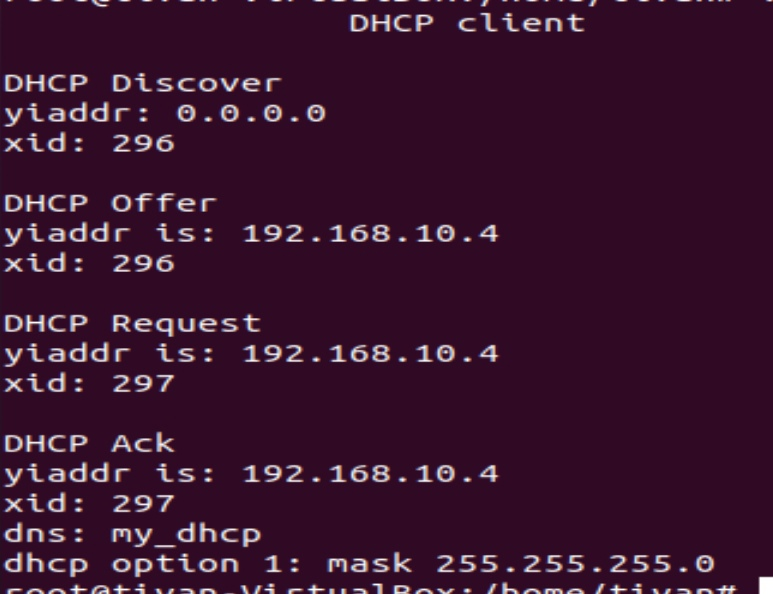 DHCP client
DHCP Discover
yiaddr: 0.0.0.0
xid: 296
DHCP Offer
yiaddr is: 192.168.10.4
xid: 296
DHCP Request
yiaddr is: 192.168.10.4
xid: 297
DHCP Ack
yiaddr is: 192.168.10.4
xid: 297
dns: my_dhcp
dhcp option 1: mask 255.255.255.0
root@tivan-VirtualBox:/home/tivan#